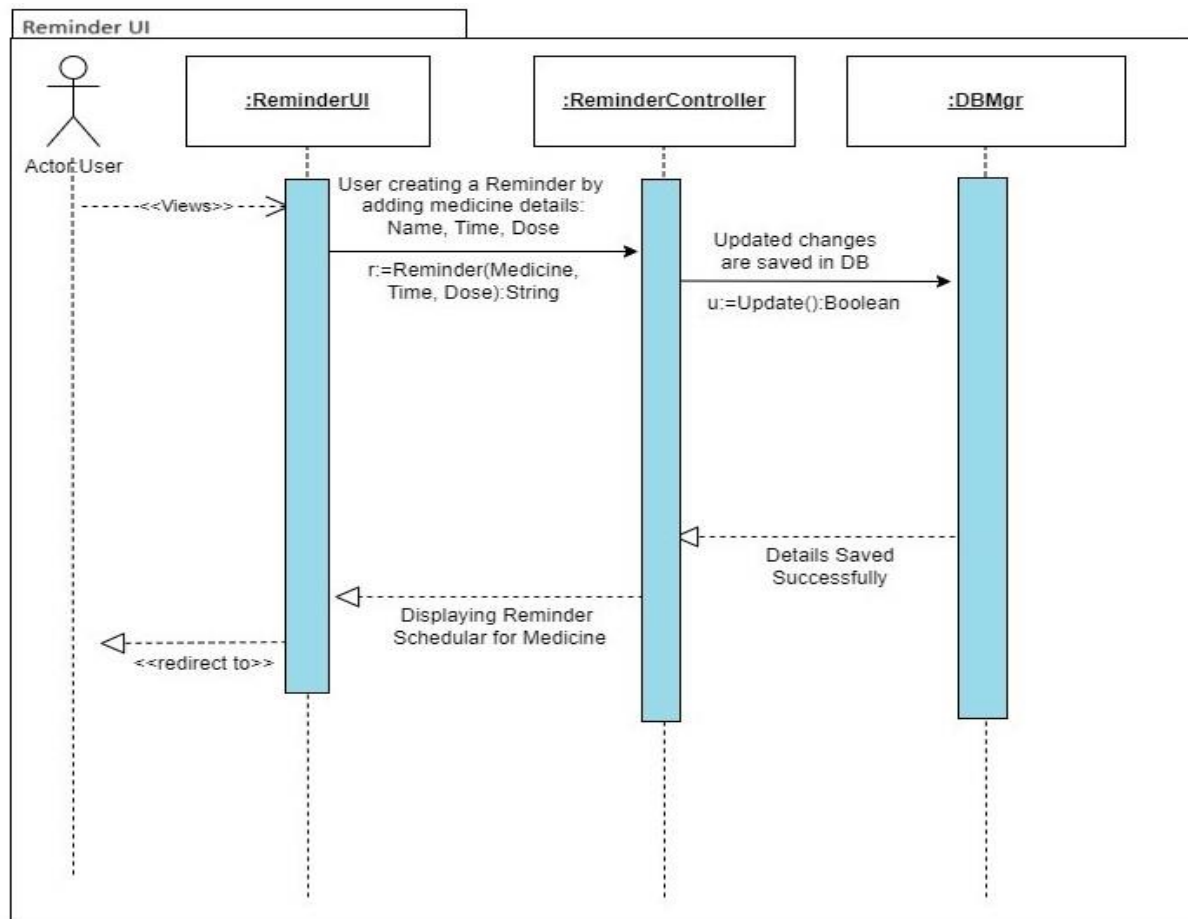 Reminder UI
:ReminderUI
:ReminderController
:DBMgr
Actor:User
<<Views>>
User creating a Reminder by
adding medicine details:
Name, Time, Dose
r:=Reminder(Medicine,
Time, Dose):String
Updated changes
are saved in DB
u:=Update():Boolean
Details Saved
Successfully
Displaying Reminder
Schedular for Medicine
<<redirect to>>